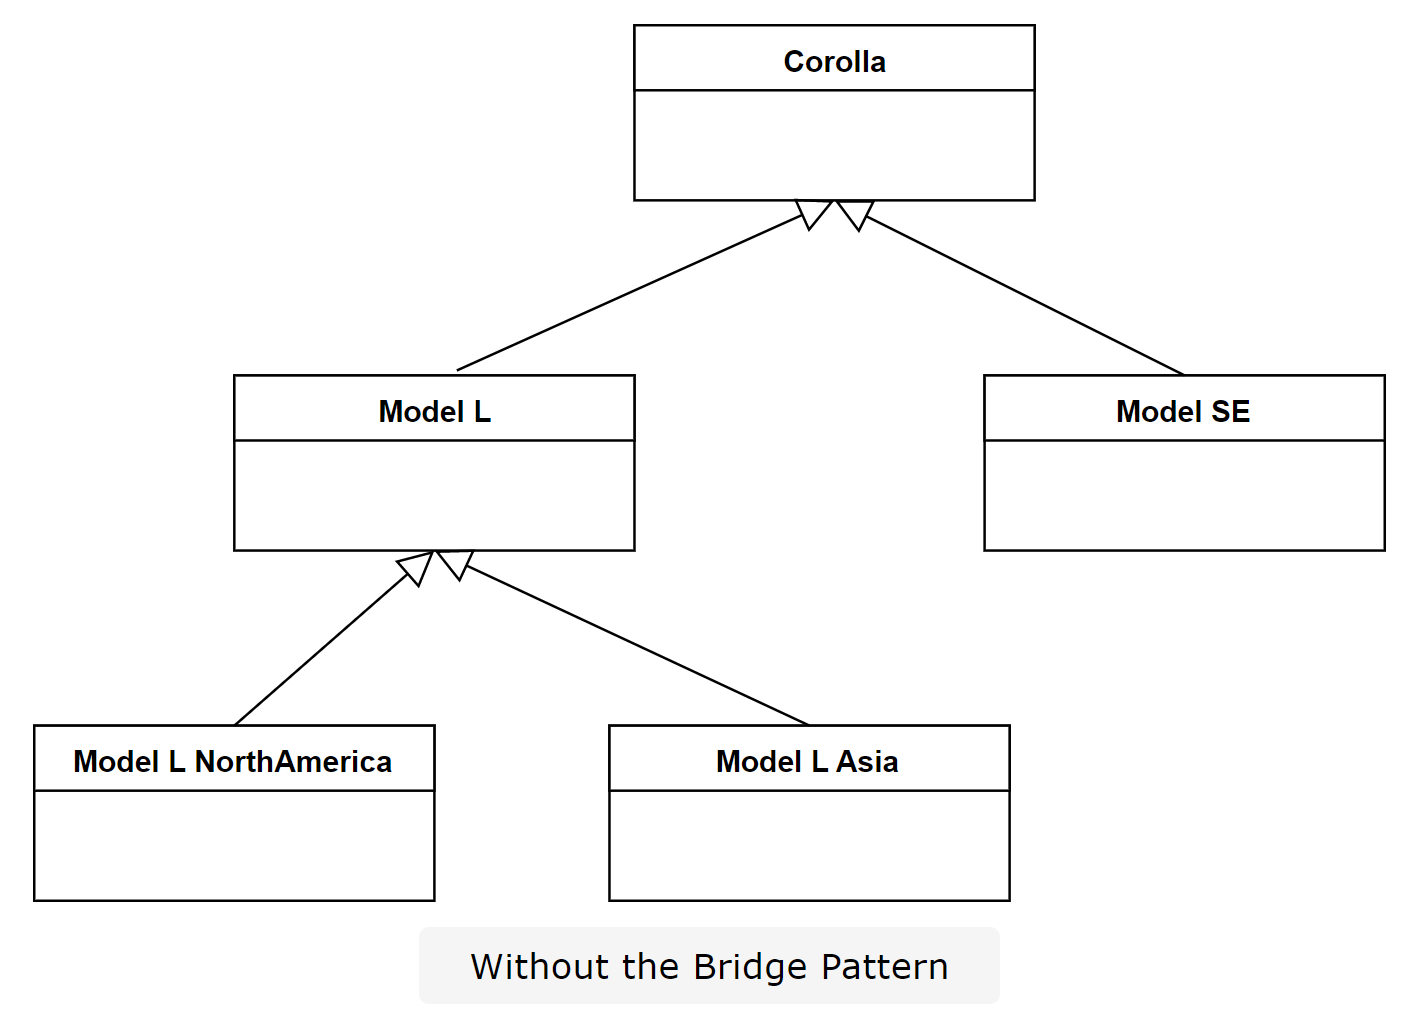 Corolla
Model L
Model SE
Model L NorthAmerica
Model L Asia
Without the Bridge Pattern